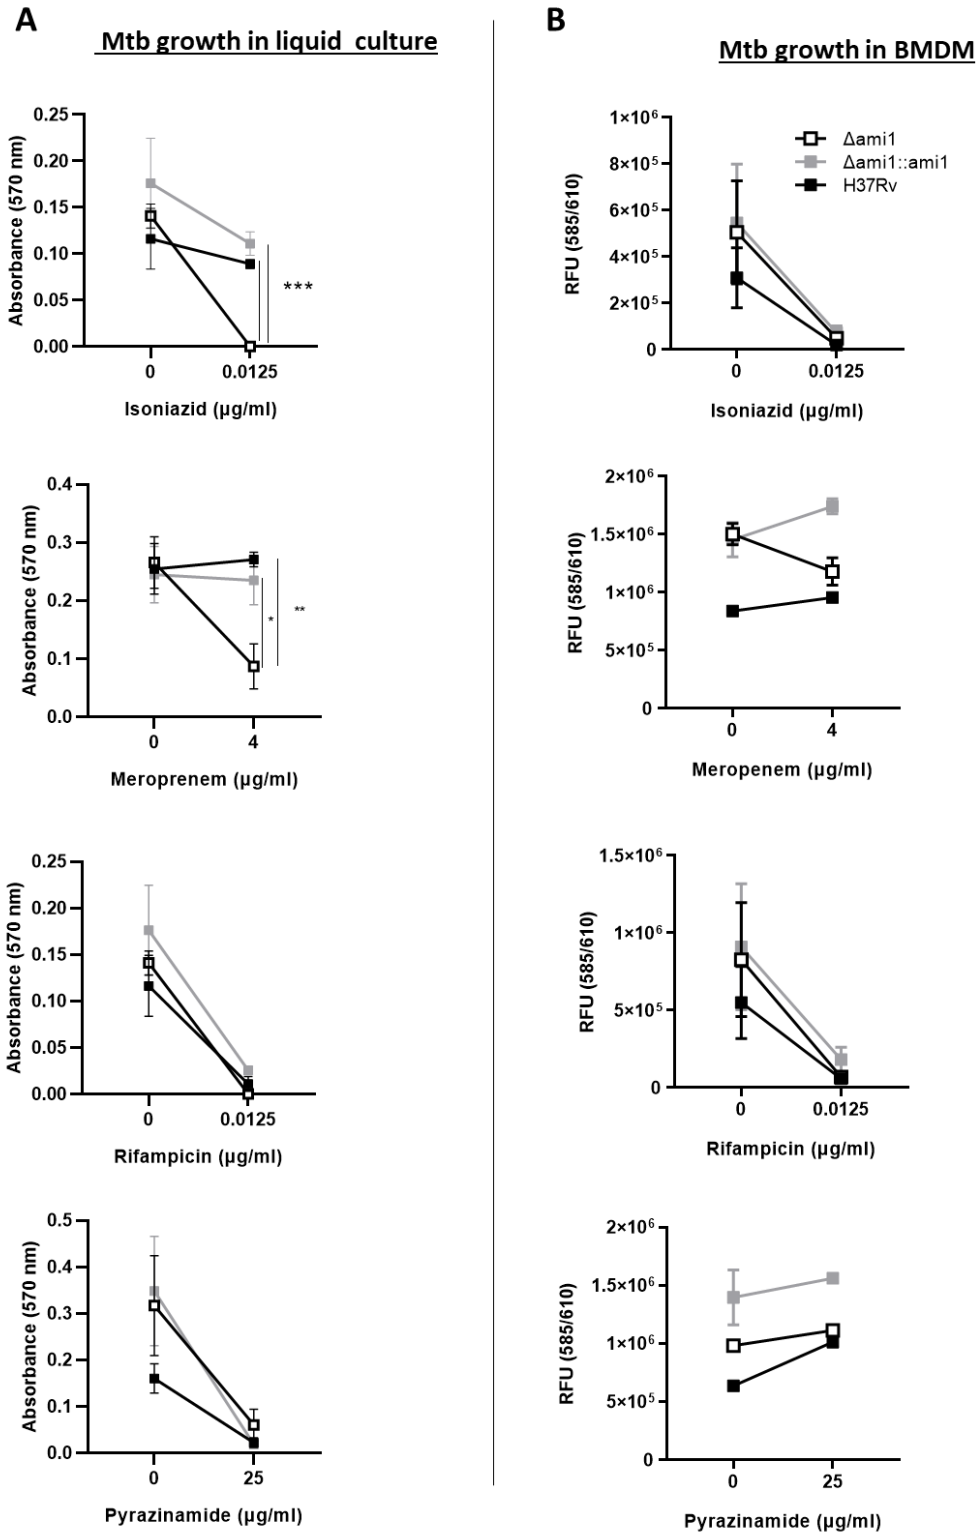 A
B
Mtb growth in liquid culture
Mtb growth in BMDM
0.25
0.20
0.15
0.10
0.05
0.00
Absorbance (570 nm)
***
0
0.0125
Isoniazid (µg/ml)
1×10⁶
8×10⁵
6×10⁵
4×10⁵
2×10⁵
0
RFU (585/610)
Δami1
Δami1::ami1
H37Rv
0
0.0125
Isoniazid (µg/ml)
0.4
0.3
0.2
0.1
0.0
Absorbance (570 nm)
*
**
0
4
Meroprenem (µg/ml)
2×10⁶
1.5×10⁶
1×10⁶
5×10⁵
0
RFU (585/610)
0
4
Meropenem (µg/ml)
0.25
0.20
0.15
0.10
0.05
0.00
Absorbance (570 nm)
0
0.0125
Rifampicin (µg/ml)
1.5×10⁶
1×10⁶
5×10⁵
0
RFU (585/610)
0
0.0125
Rifampicin (µg/ml)
0.5
0.4
0.3
0.2
0.1
0.0
Absorbance (570 nm)
0
25
Pyrazinamide (µg/ml)
2×10⁶
1.5×10⁶
1×10⁶
5×10⁵
0
RFU (585/610)
0
25
Pyrazinamide (µg/ml)